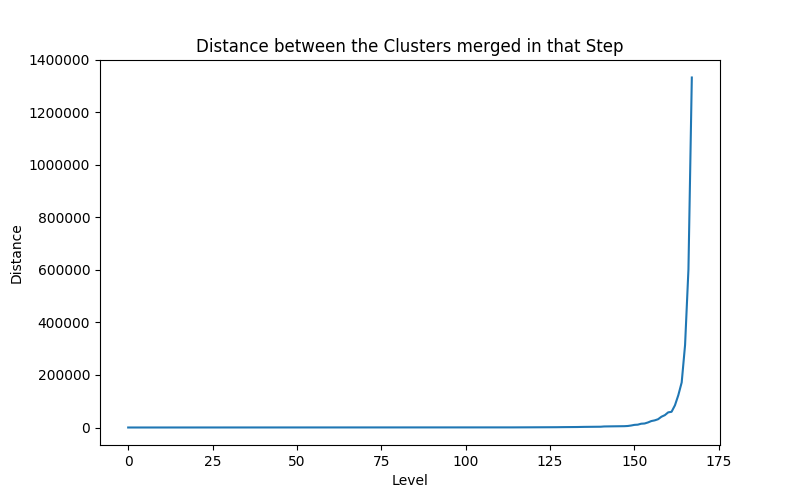 Distance between the Clusters merged in that Step
1400000
1200000
1000000
800000
600000
400000
200000
0
Distance
0 25 50 75 100 125 150 175
Level